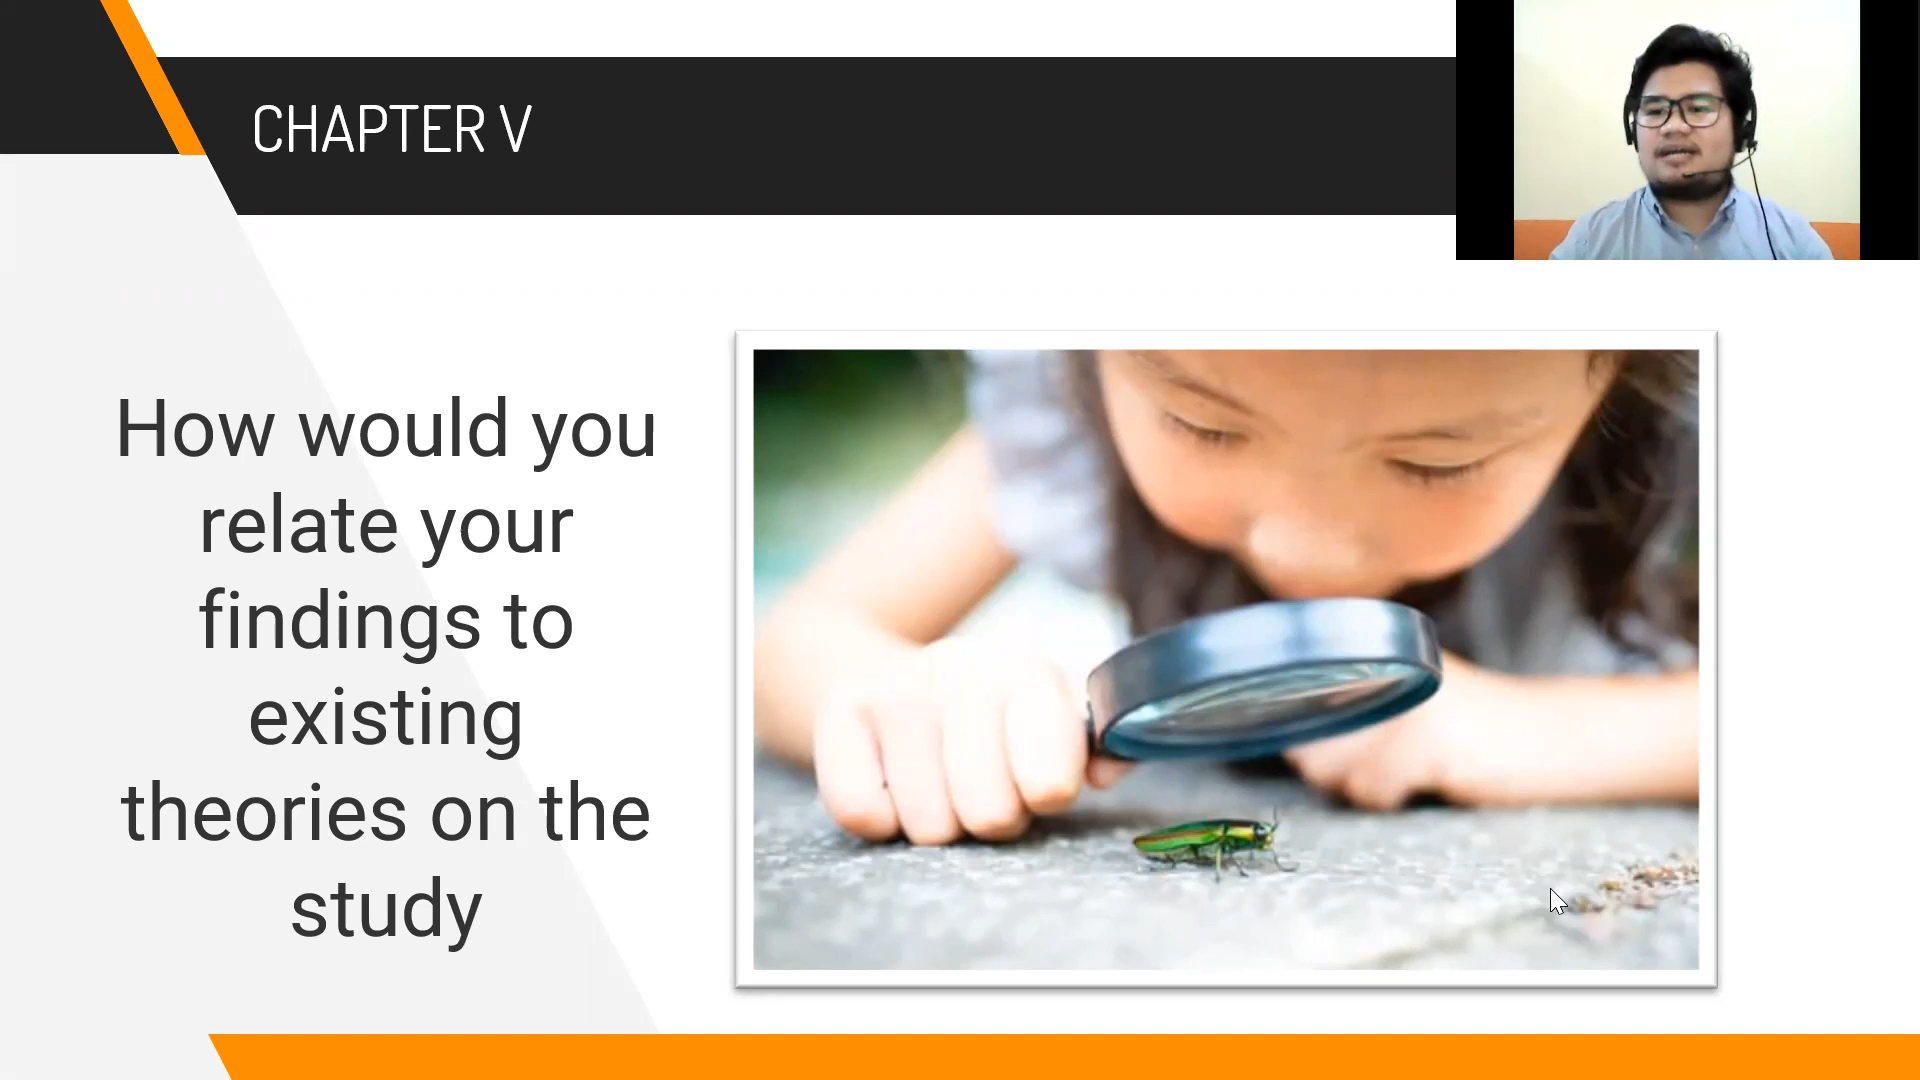 CHAPTER V
How would you
relate your
findings to
existing
theories on the
study